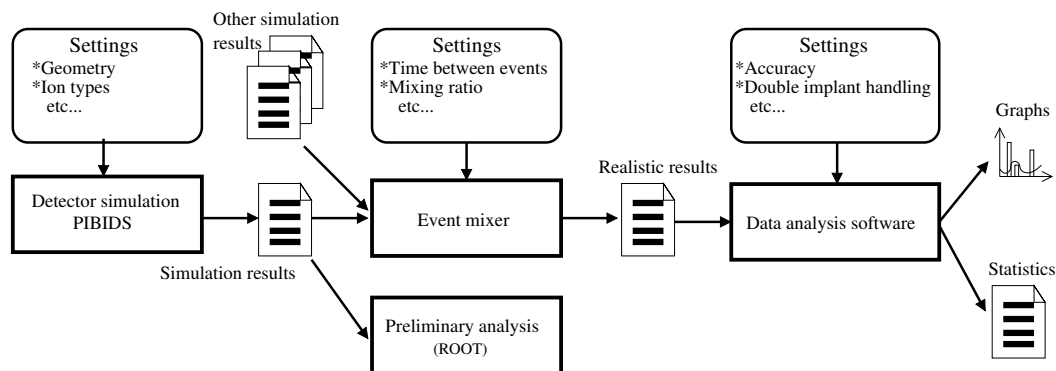 Settings
*Geometry
*Ion types
etc...
Other simulation
results
Settings
*Time between events
*Mixing ratio
etc...
Settings
*Accuracy
*Double implant handling
etc...
Graphs
Detector simulation
PIBIDS
Simulation results
Event mixer
Realistic results
Data analysis software
Statistics
Preliminary analysis
(ROOT)